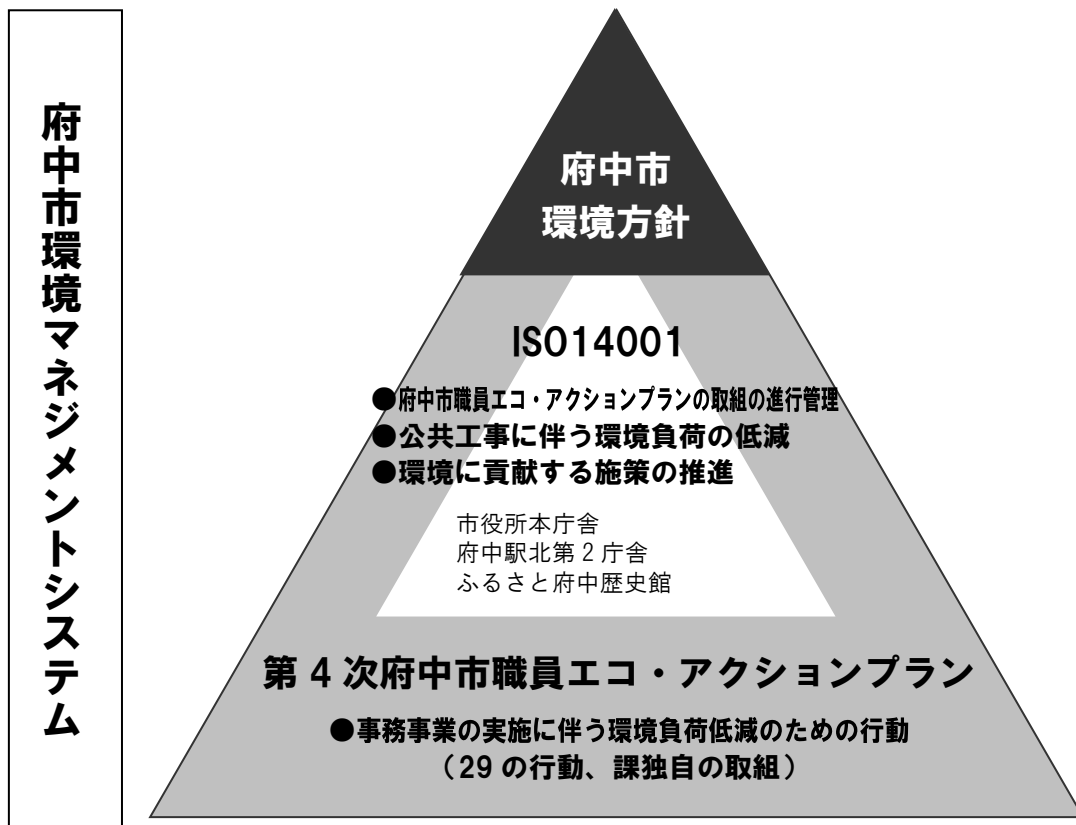 府中市環境マネジメントシステム
府中市
環境方針
ISO14001
●府中市職員エコ・アクションプランの取組の進行管理
●公共工事に伴う環境負荷の低減
●環境に貢献する施策の推進
市役所本庁舎
府中駅北第2庁舎
ふるさと府中歴史館
第4次府中市職員エコ・アクションプラン
●事務事業の実施に伴う環境負荷低減のための行動
（29の行動、課独自の取組）